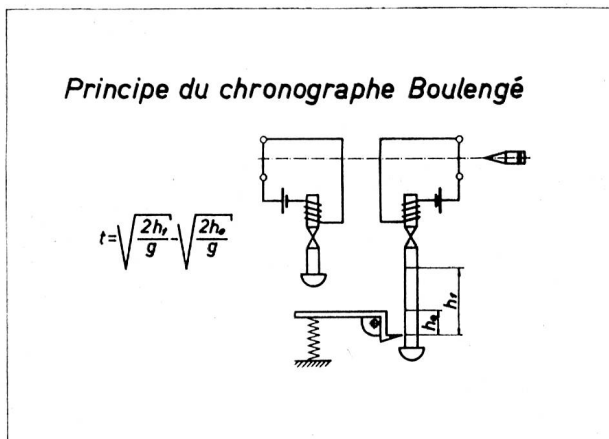 Principe du chronographe Boulengé
t=√(2h₁/g)-√(2h₀/g)
h₁
h₀